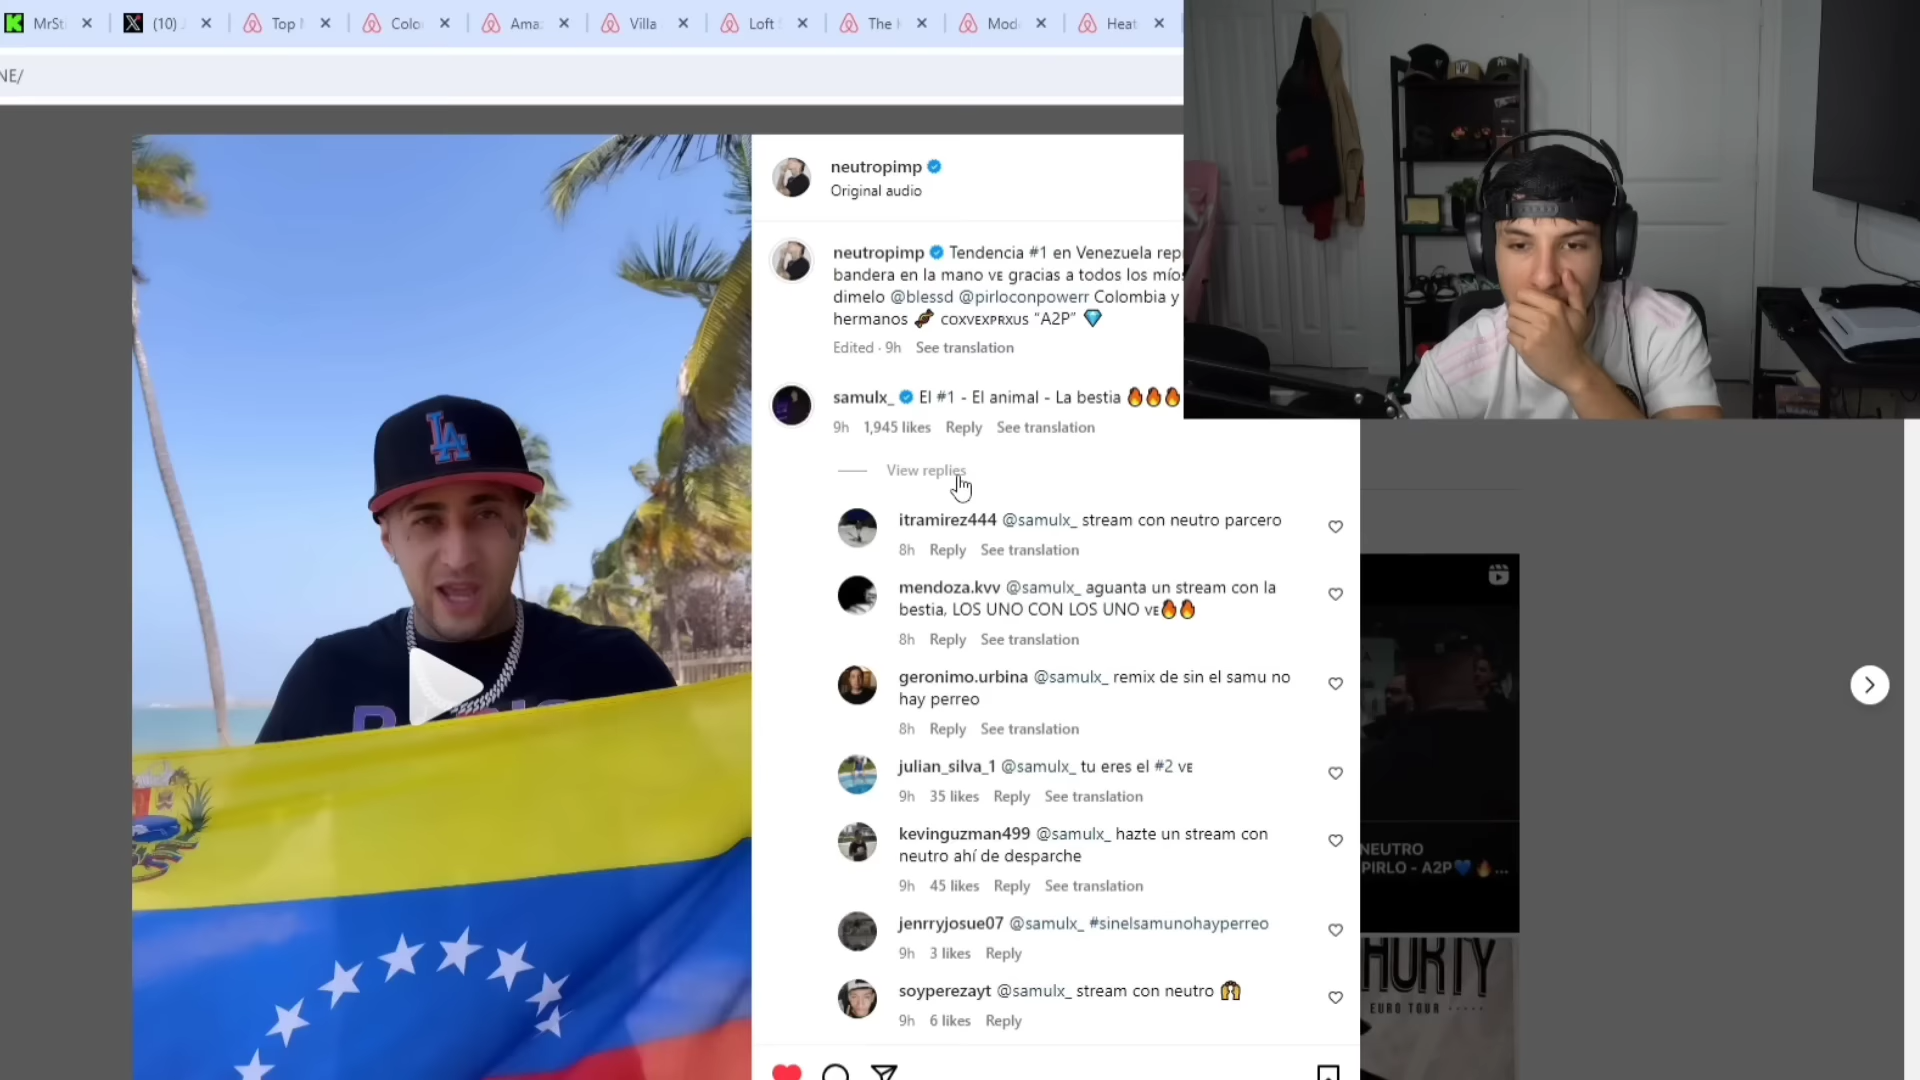 MrSt
(10)
Top
Colo
Ama
Villa
Loft
The
Mod
Heat
NE/
neutropimp
Original audio
neutropimp Tendencia #1 en Venezuela rep
bandera en la mano ᴠᴇ gracias a todos los míos
dimelo @blessd @pirloconpowerr Colombia y
hermanos ᴄᴏxᴠᴇxᴘʀxᴜs "A2P"
Edited · 9h See translation
samulx_ El #1 - El animal - La bestia
9h 1,945 likes Reply See translation
View replies
itramirez444 @samulx_ stream con neutro parcero
8h Reply See translation
mendoza.kvv @samulx_ aguanta un stream con la
bestia, LOS UNO CON LOS UNO ᴠᴇ
8h Reply See translation
geronimo.urbina @samulx_ remix de sin el samu no
hay perreo
8h Reply See translation
julian_silva_1 @samulx_ tu eres el #2 ᴠᴇ
9h 35 likes Reply See translation
kevinguzman499 @samulx_ hazte un stream con
neutro ahí de desparche
9h 45 likes Reply See translation
jenrryjosue07 @samulx_ #sinelsamunohayperreo
9h 3 likes Reply
soyperezayt @samulx_ stream con neutro
9h 6 likes Reply
LA
NEUTRO
PIRLO - A2P💙🔥...
HURTY
EURO TOUR